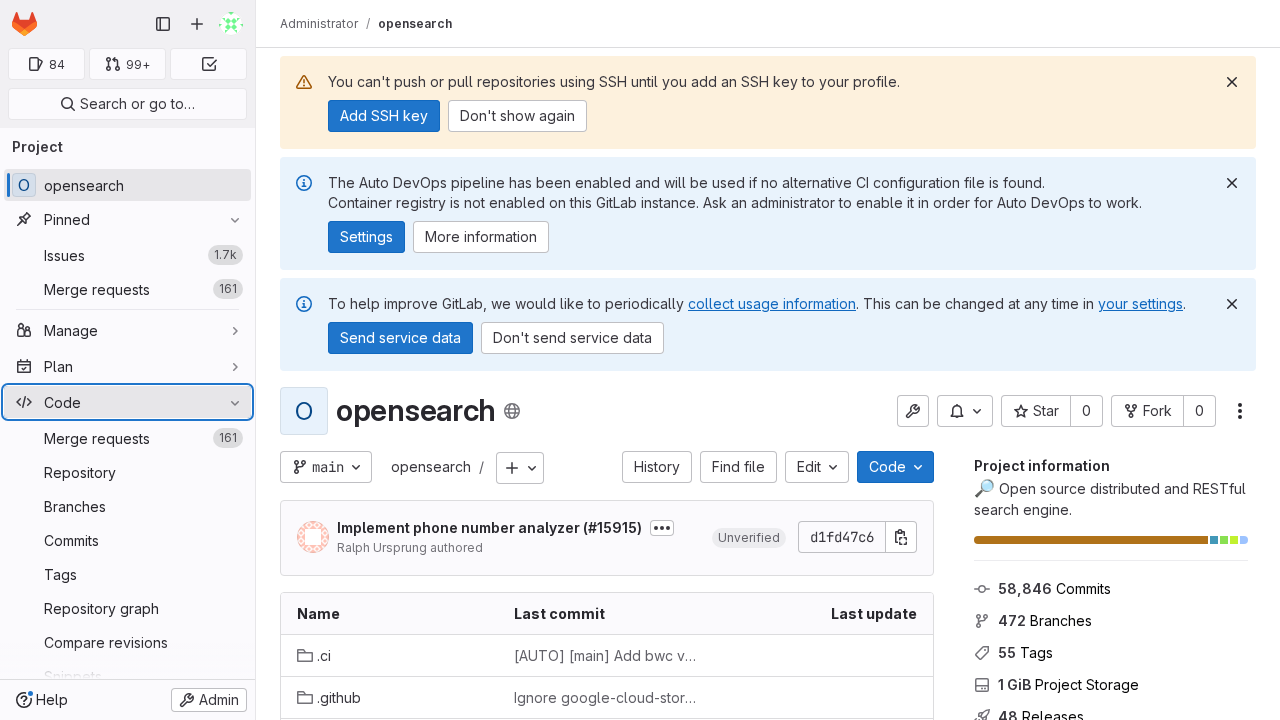 Administrator / opensearch
84
99+
Search or go to…
Project
O opensearch
Pinned
Issues 1.7k
Merge requests 161
Manage
Plan
Code
Merge requests 161
Repository
Branches
Commits
Tags
Repository graph
Compare revisions
Snippets
Help
Admin
You can't push or pull repositories using SSH until you add an SSH key to your profile.
Add SSH key Don't show again
The Auto DevOps pipeline has been enabled and will be used if no alternative CI configuration file is found.
Container registry is not enabled on this GitLab instance. Ask an administrator to enable it in order for Auto DevOps to work.
Settings More information
To help improve GitLab, we would like to periodically collect usage information. This can be changed at any time in your settings.
Send service data Don't send service data
O opensearch
Star 0 Fork 0
main opensearch / History Find file Edit Code
Implement phone number analyzer (#15915)
Ralph Ursprung authored
Unverified d1fd47c6
Name Last commit Last update
.ci [AUTO] [main] Add bwc v…
.github Ignore google-cloud-stor…
Project information
Open source distributed and RESTful
search engine.
58,846 Commits
472 Branches
55 Tags
1 GiB Project Storage
48 Releases